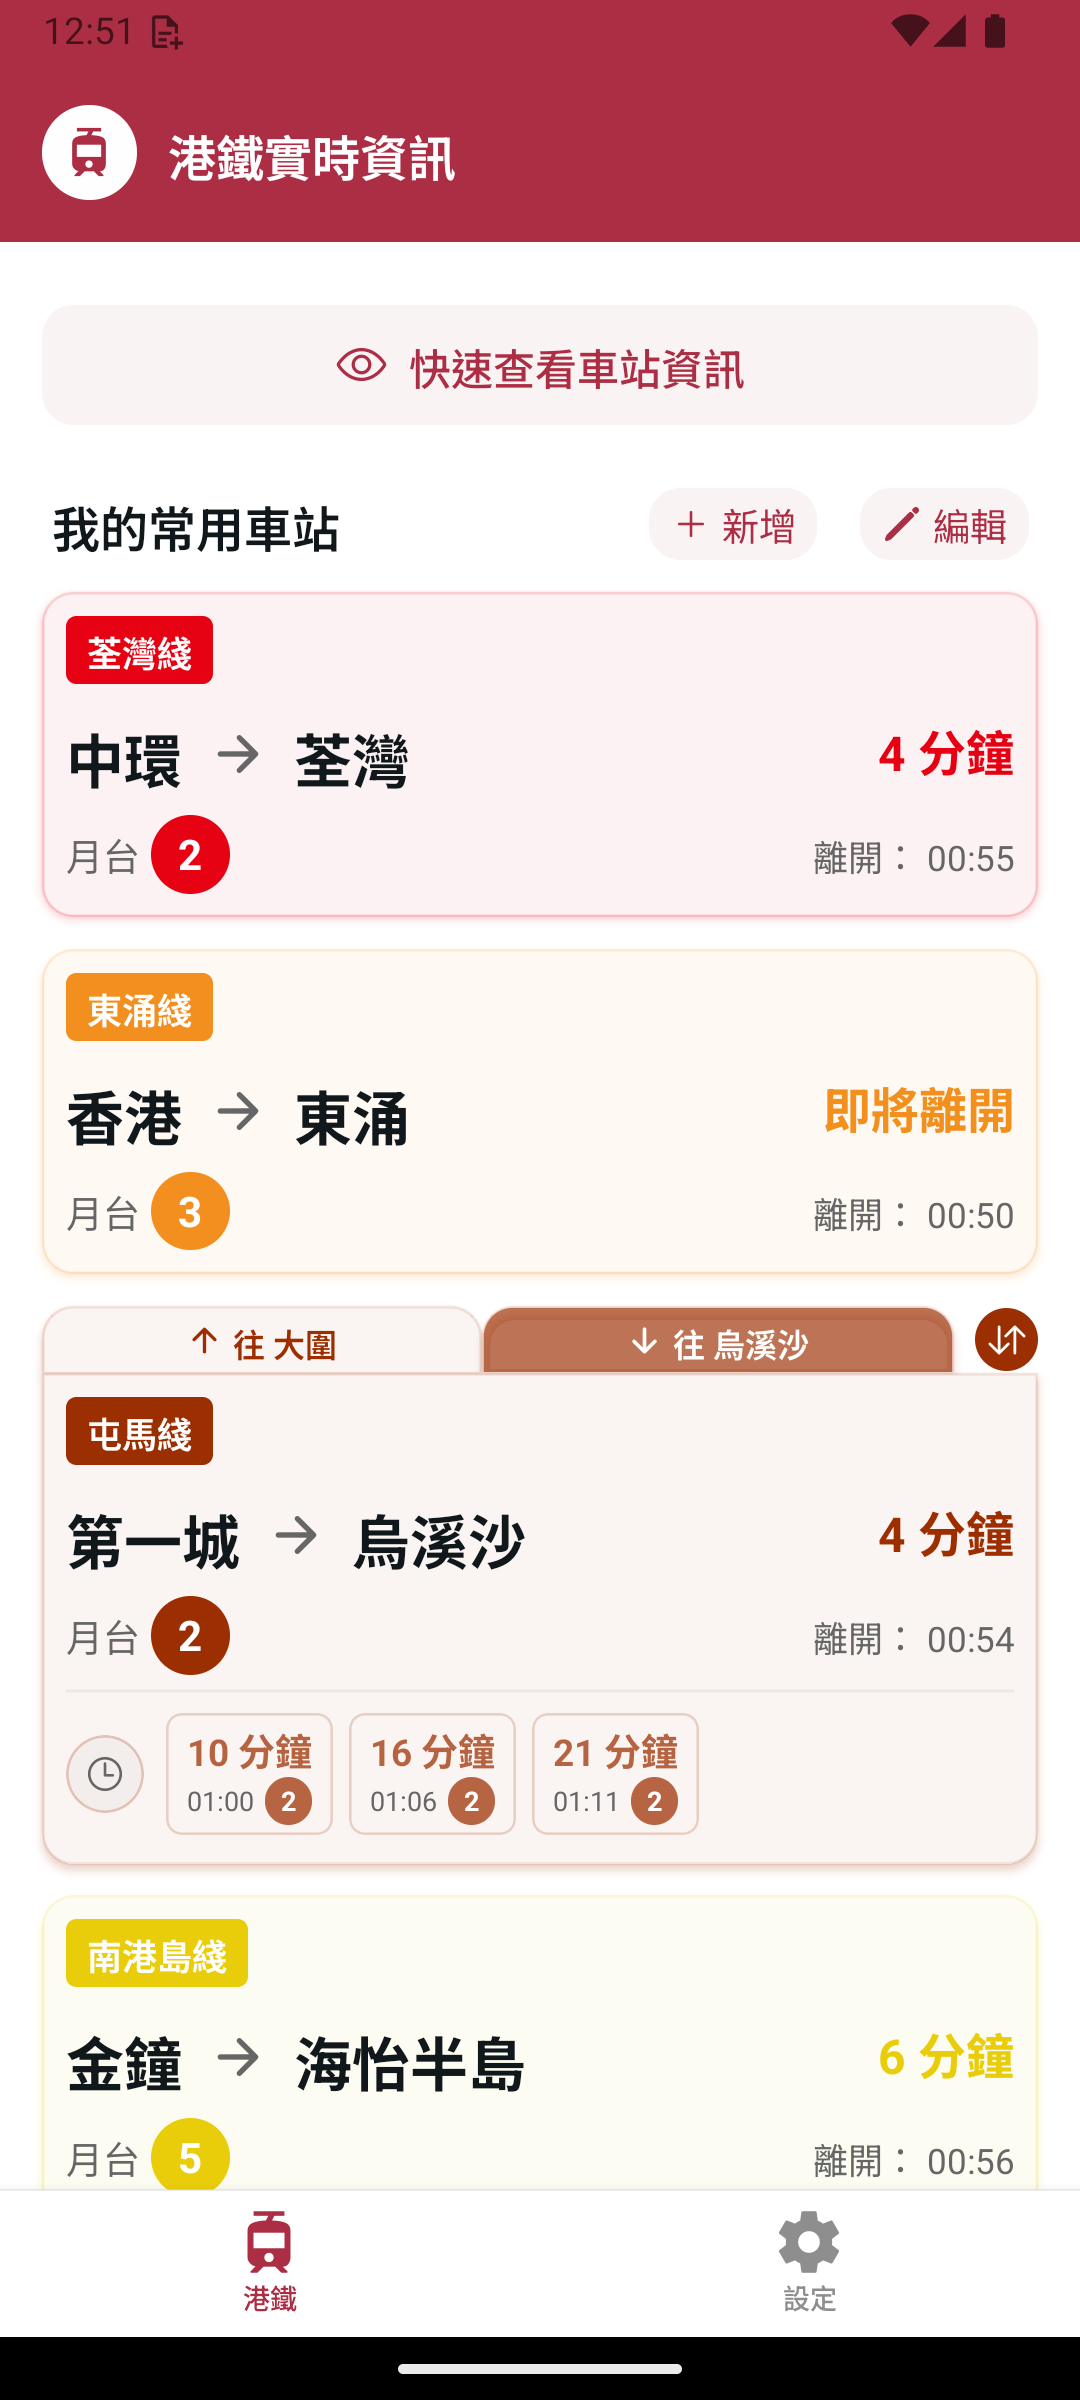 12:51
港鐵實時資訊
快速查看車站資訊
我的常用車站
新增
編輯
荃灣綫
中環 → 荃灣
4 分鐘
月台 2
離開： 00:55
東涌綫
香港 → 東涌
即將離開
月台 3
離開： 00:50
↑ 往 大圍
↓ 往 烏溪沙
屯馬綫
第一城 → 烏溪沙
4 分鐘
月台 2
離開： 00:54
10 分鐘
01:00 2
16 分鐘
01:06 2
21 分鐘
01:11 2
南港島綫
金鐘 → 海怡半島
6 分鐘
月台 5
離開： 00:56
港鐵
設定